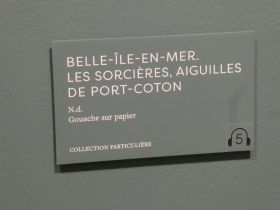 BELLE-ÎLE-EN-MER.
LES SORCIÈRES, AIGUILLES
DE PORT-COTON
N.d.
Gouache sur papier
COLLECTION PARTICULIÈRE
5